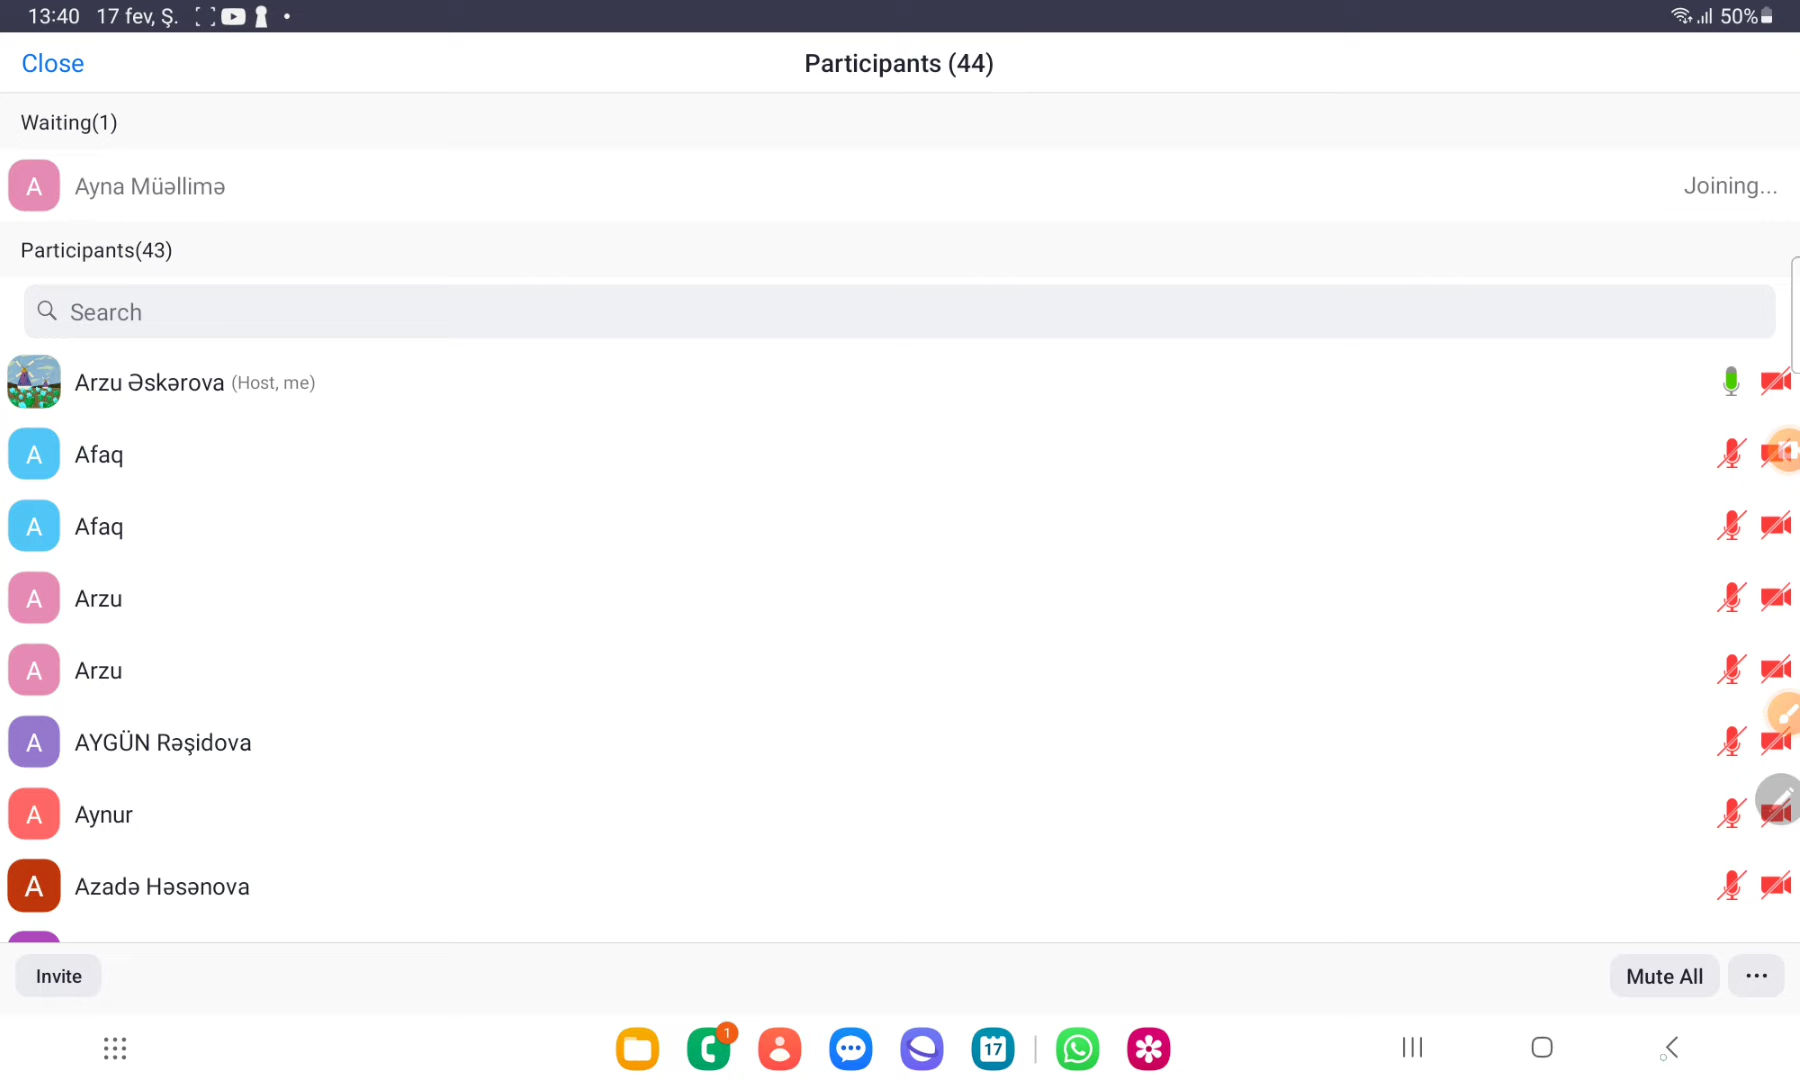 13:40 17 fev, Ş. 50%
Close Participants (44)
Waiting(1)
A Ayna Müəllimə Joining...
Participants(43)
Search
Arzu Əskərova (Host, me)
A Afaq
A Afaq
A Arzu
A Arzu
A AYGÜN Rəşidova
A Aynur
A Azadə Həsənova
Invite Mute All
1
17